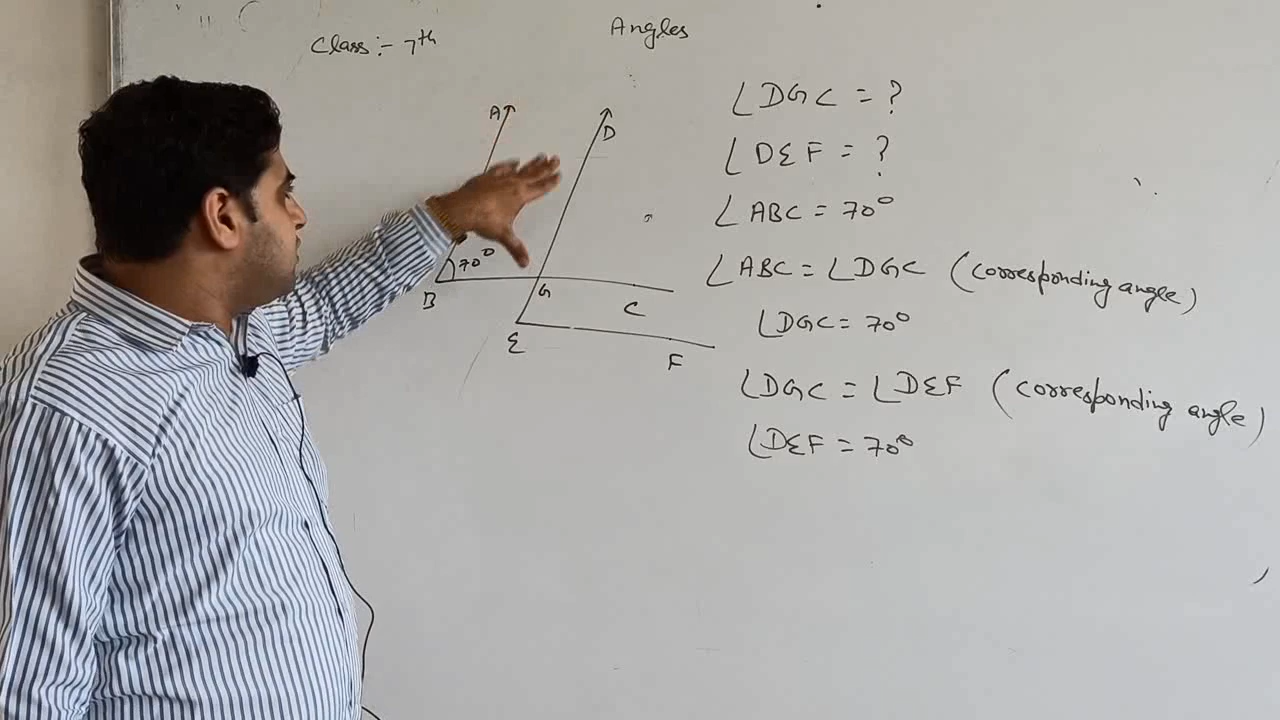 Class :- 7th
Angles
A
D
70°
B
G
C
E
F
∠DGC = ?
∠DEF = ?
∠ABC = 70°
∠ABC = ∠DGC (corresponding angle)
∠DGC = 70°
∠DGC = ∠DEF (corresponding angle)
∠DEF = 70°